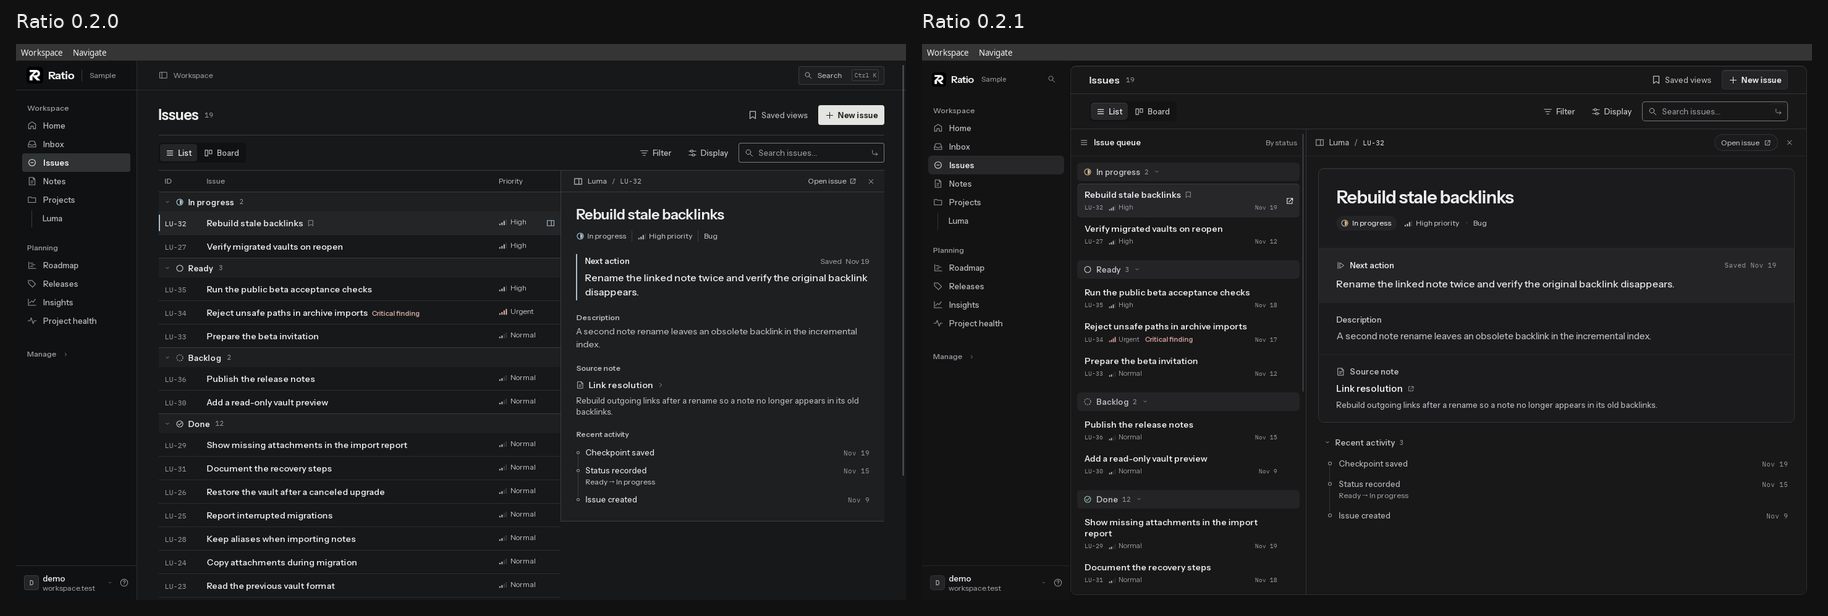 Ratio 0.2.0
Workspace Navigate
Ratio Sample
Workspace
Search Ctrl K
Workspace
Home
Inbox
Issues
Notes
Projects
Luma
Planning
Roadmap
Releases
Insights
Project health
Manage
D demo
workspace.test
Issues 19
Saved views
New issue
List Board
Filter Display Search issues...
ID Issue Priority
In progress 2
LU-32 Rebuild stale backlinks High
LU-27 Verify migrated vaults on reopen High
Ready 3
LU-35 Run the public beta acceptance checks High
LU-34 Reject unsafe paths in archive imports Critical finding Urgent
LU-33 Prepare the beta invitation Normal
Backlog 2
LU-36 Publish the release notes Normal
LU-30 Add a read-only vault preview Normal
Done 12
LU-29 Show missing attachments in the import report Normal
LU-31 Document the recovery steps Normal
LU-26 Restore the vault after a canceled upgrade Normal
LU-25 Report interrupted migrations Normal
LU-28 Keep aliases when importing notes Normal
LU-24 Copy attachments during migration Normal
LU-23 Read the previous vault format Normal
Luma / LU-32 Open issue
Rebuild stale backlinks
In progress High priority Bug
Next action Saved Nov 19
Rename the linked note twice and verify the original backlink
disappears.
Description
A second note rename leaves an obsolete backlink in the incremental
index.
Source note
Link resolution
Rebuild outgoing links after a rename so a note no longer appears in its old
backlinks.
Recent activity
Checkpoint saved Nov 19
Status recorded Nov 15
Ready → In progress
Issue created Nov 9
Ratio 0.2.1
Workspace Navigate
Ratio Sample
Workspace
Home
Inbox
Issues
Notes
Projects
Luma
Planning
Roadmap
Releases
Insights
Project health
Manage
D demo
workspace.test
Issues 19
Saved views
New issue
List Board
Filter Display Search issues...
Issue queue By status
In progress 2
Rebuild stale backlinks
LU-32 High Nov 19
Verify migrated vaults on reopen
LU-27 High Nov 12
Ready 3
Run the public beta acceptance checks
LU-35 High Nov 18
Reject unsafe paths in archive imports
LU-34 Urgent Critical finding Nov 17
Prepare the beta invitation
LU-33 Normal Nov 12
Backlog 2
Publish the release notes
LU-36 Normal Nov 15
Add a read-only vault preview
LU-30 Normal Nov 9
Done 12
Show missing attachments in the import
report
LU-29 Normal Nov 19
Document the recovery steps
LU-31 Normal Nov 18
Luma / LU-32 Open issue
Rebuild stale backlinks
In progress High priority · Bug
Next action Saved Nov 19
Rename the linked note twice and verify the original backlink disappears.
Description
A second note rename leaves an obsolete backlink in the incremental index.
Source note
Link resolution
Rebuild outgoing links after a rename so a note no longer appears in its old backlinks.
Recent activity 3
Checkpoint saved Nov 19
Status recorded Nov 15
Ready → In progress
Issue created Nov 9